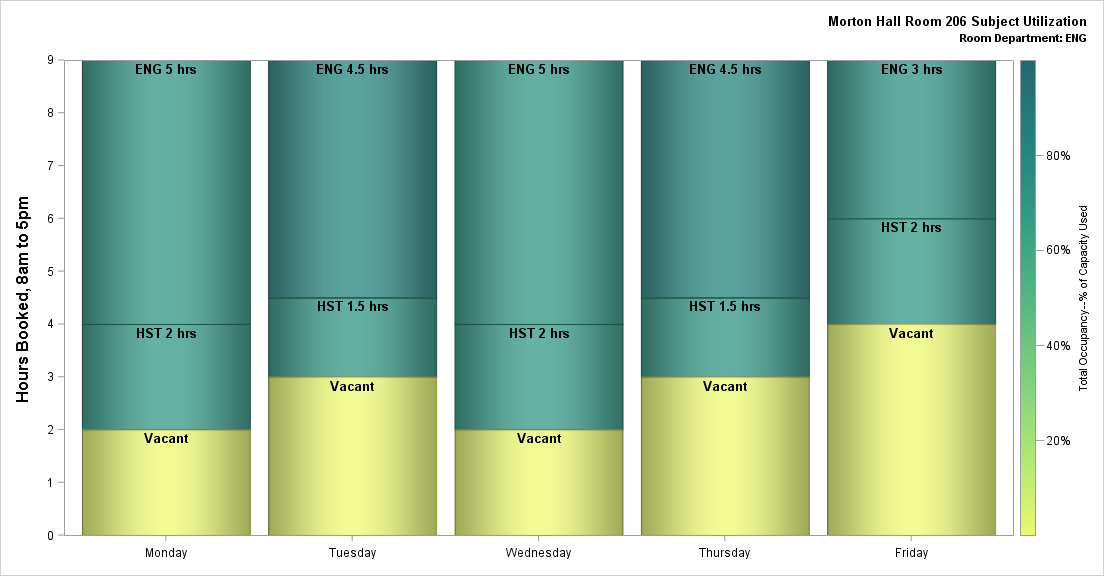 Morton Hall Room 206 Subject Utilization
Room Department: ENG
Hours Booked, 8am to 5pm
9
8
7
6
5
4
3
2
1
0
ENG 5 hrs
HST 2 hrs
Vacant
ENG 4.5 hrs
HST 1.5 hrs
Vacant
ENG 5 hrs
HST 2 hrs
Vacant
ENG 4.5 hrs
HST 1.5 hrs
Vacant
ENG 3 hrs
HST 2 hrs
Vacant
Monday
Tuesday
Wednesday
Thursday
Friday
80%
60%
40%
20%
Total Occupancy--% of Capacity Used